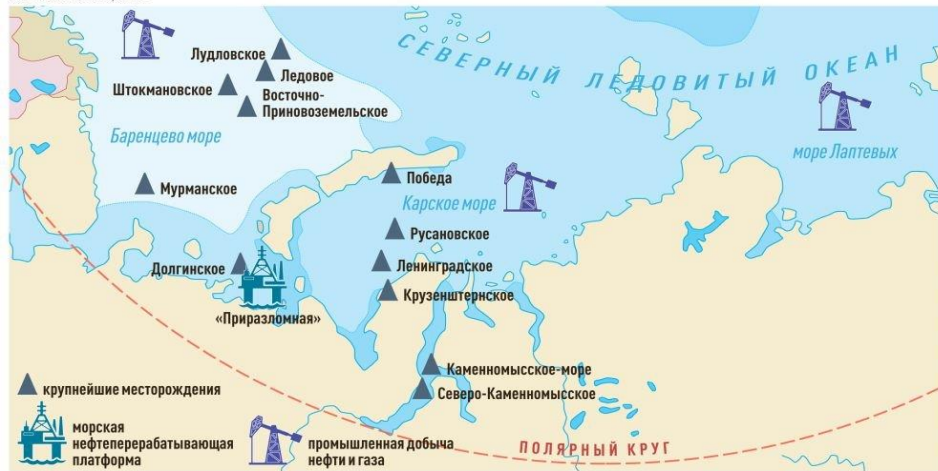 СЕВЕРНЫЙ ЛЕДОВИТЫЙ ОКЕАН
Лудловское
Ледовое
Штокмановское
Восточно-
Приновоземельское
Баренцево море
море Лаптевых
Мурманское
Победа
Карское море
Русановское
Долгинское
Ленинградское
Крузенштернское
«Приразломная»
Каменномысское-море
Северо-Каменномысское
крупнейшие месторождения
морская
нефтеперерабатывающая
платформа
промышленная добыча
нефти и газа
ПОЛЯРНЫЙ КРУГ